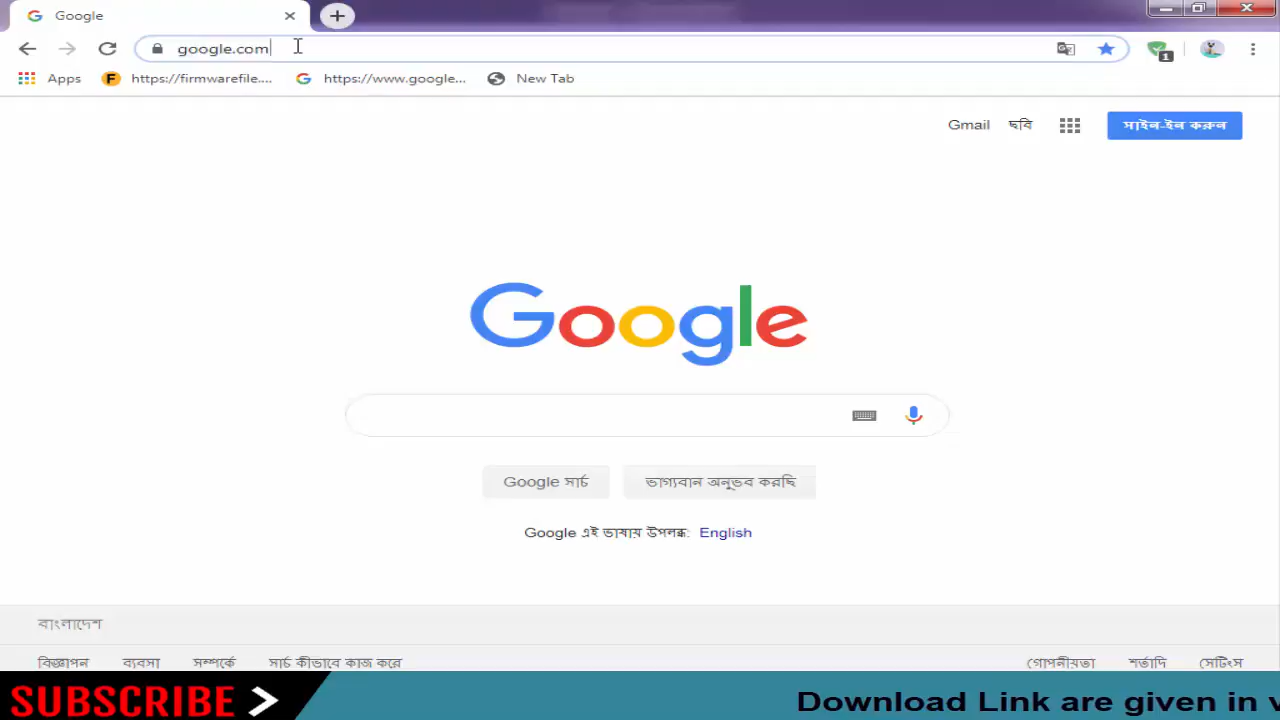 Google
google.com
1
Apps
https://firmwarefile....
https://www.google...
New Tab
Gmail ছবি
সাইন-ইন করুন
Google
Google সার্চ
ভাগ্যবান অনুভব করছি
Google এই ভাষায় উপলব্ধ: English
বাংলাদেশ
বিজ্ঞাপন ব্যবসা সম্পর্কে সার্চ কীভাবে কাজ করে
গোপনীয়তা শর্তাদি সেটিংস
SUBSCRIBE
Download Link are given in v